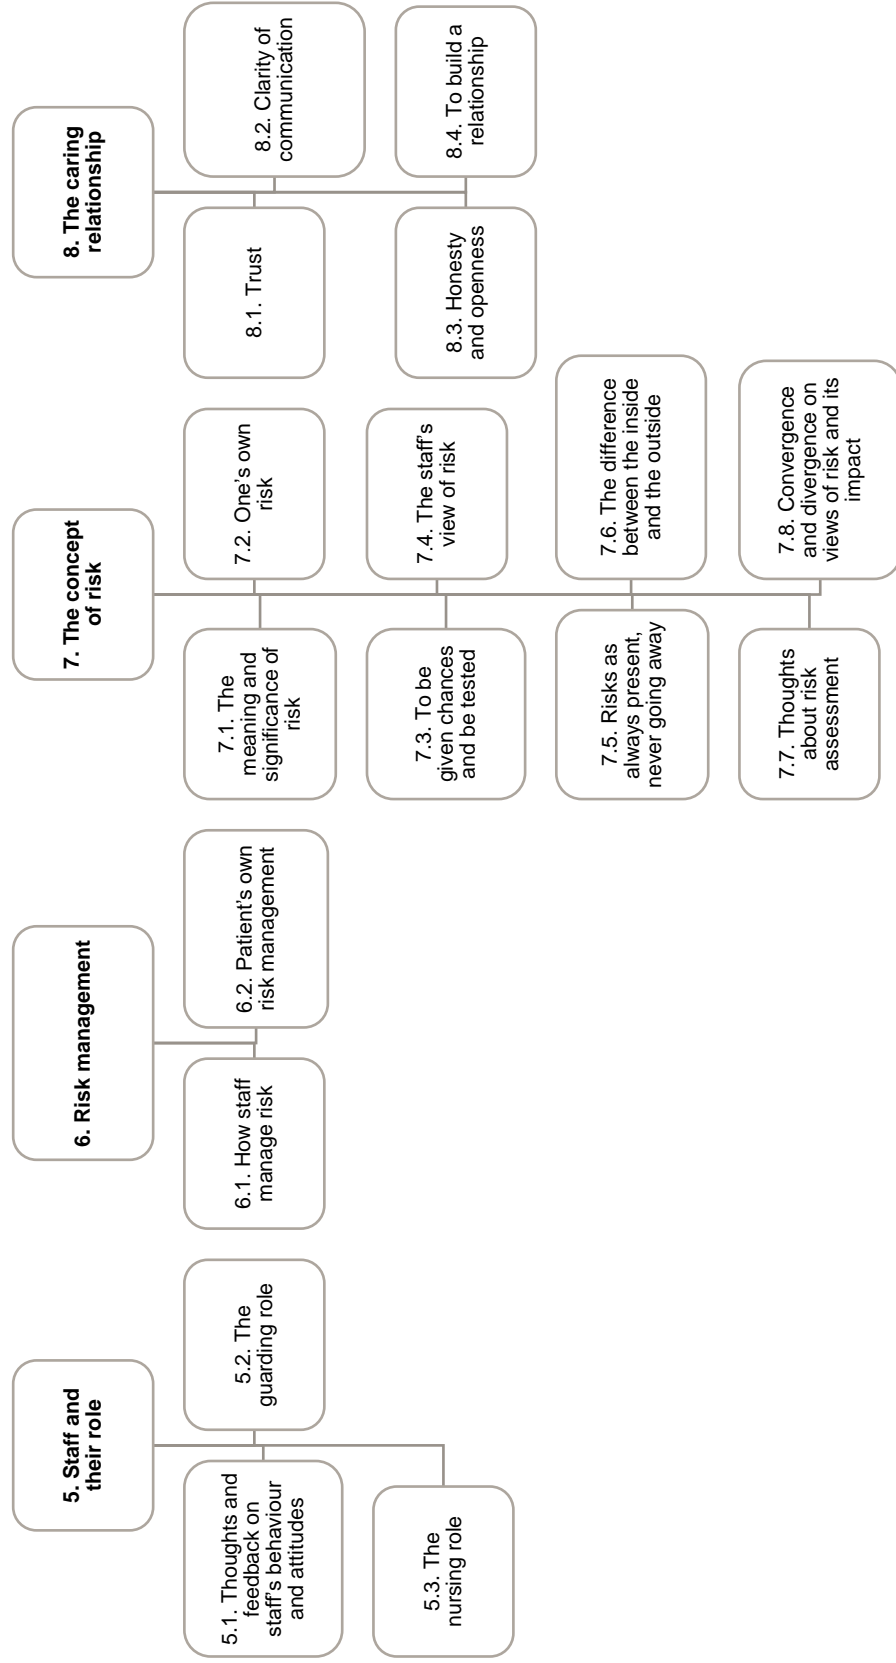 5. Staff and
their role
5.1. Thoughts and
feedback on
staff's behaviour
and attitudes
5.2. The
guarding role
5.3. The
nursing role
6. Risk management
6.1. How staff
manage risk
6.2. Patient's own
risk management
7. The concept
of risk
7.1. The
meaning and
significance of
risk
7.2. One's own
risk
7.3. To be
given chances
and be tested
7.4. The staff's
view of risk
7.5. Risks as
always present,
never going away
7.6. The difference
between the inside
and the outside
7.7. Thoughts
about risk
assessment
7.8. Convergence
and divergence on
views of risk and its
impact
8. The caring
relationship
8.1. Trust
8.2. Clarity of
communication
8.3. Honesty
and openness
8.4. To build a
relationship